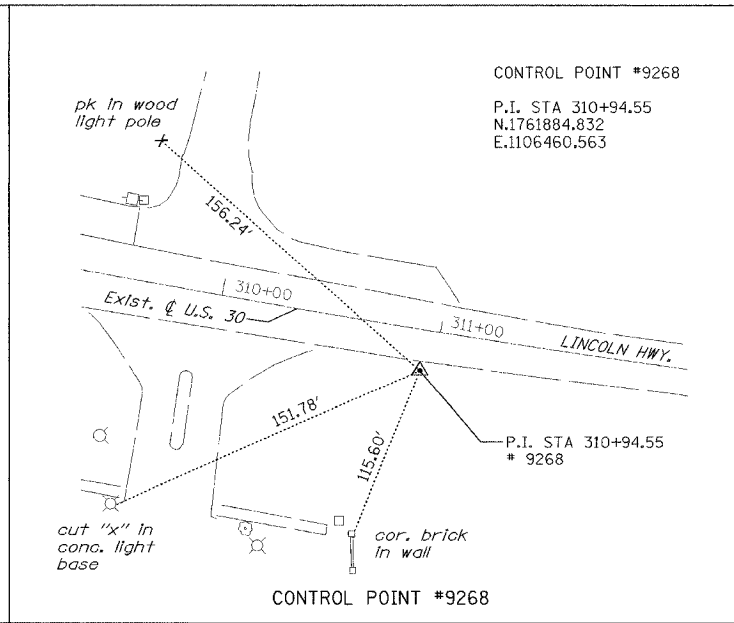 CONTROL POINT #9268
P.I. STA 310+94.55
N.1761884.832
E.1106460.563
pk in wood
light pole
156.24'
310+00
Exist. ℄ U.S. 30
311+00
LINCOLN HWY.
151.78'
115.60'
P.I. STA 310+94.55
# 9268
cut "x" in
conc. light
base
cor. brick
in wall
CONTROL POINT #9268